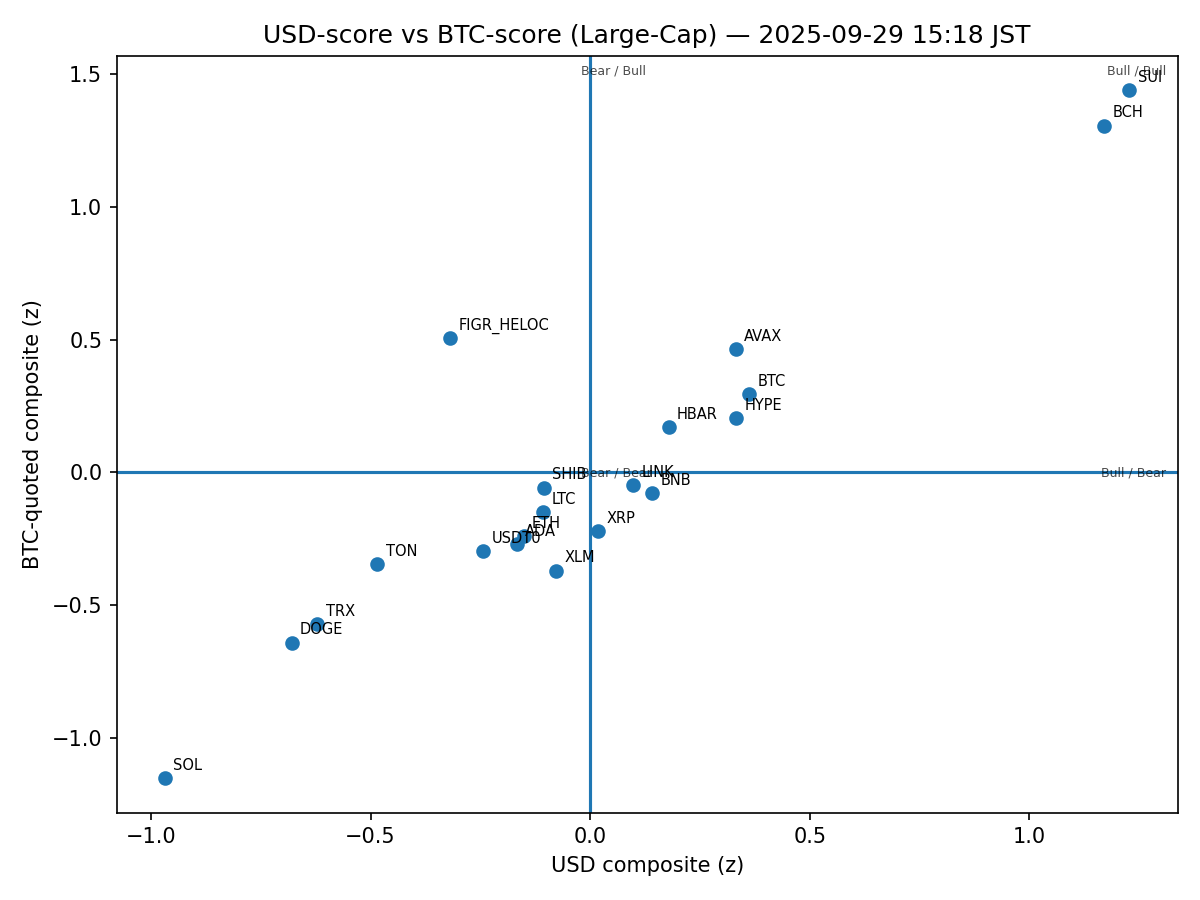 USD-score vs BTC-score (Large-Cap) — 2025-09-29 15:18 JST
Bear / Bull
Bull / Bull
SUI
BCH
FIGR_HELOC
AVAX
BTC
HYPE
HBAR
SHIB
Bear / Bear
LINK
Bull / Bear
BNB
LTC
XRP
ETH
ADA
USDT0
XLM
TON
TRX
DOGE
SOL
1.5
1.0
0.5
0.0
−0.5
−1.0
BTC-quoted composite (z)
−1.0
−0.5
0.0
0.5
1.0
USD composite (z)